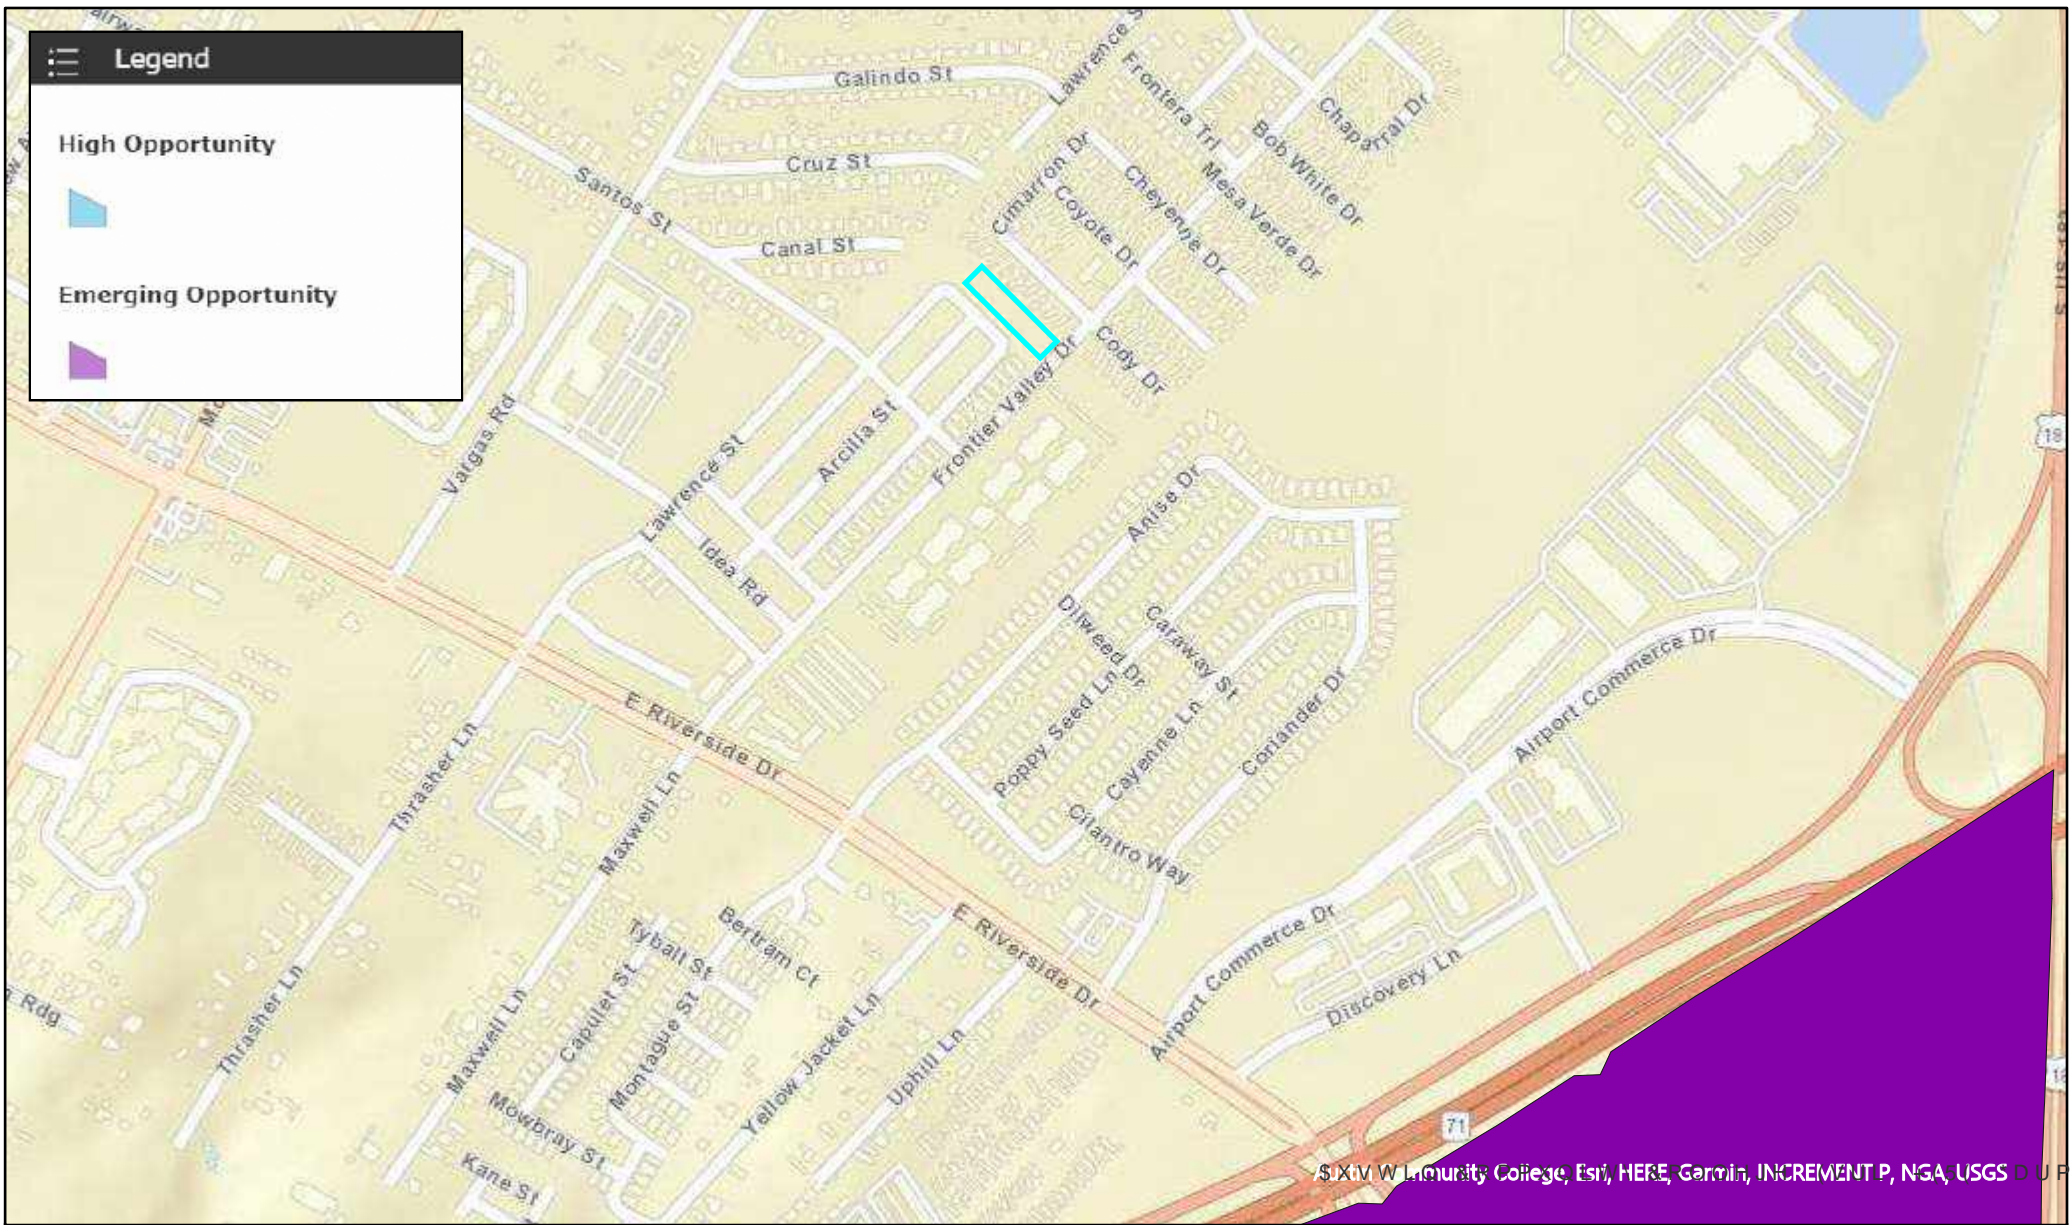 Legend
High Opportunity
Emerging Opportunity
Galindo St
Lawrence S
Frontera Trl
Chaparral Dr
Bob White Dr
Cruz St
Cimarron Dr
Santos St
Cheyenne Dr
Mesa Verde Dr
Coyote Dr
Canal St
Cody Dr
Frontier Valley Dr
Vargas Rd
Arcilla St
Lawrence St
Anise Dr
18
Idea Rd
Dilweed Dr
Caraway St
Poppy Seed Ln
Cayenne Ln
Coriander Dr
Airport Commerce Dr
E Riverside Dr
Thrasher Ln
Maxwell Ln
Cilantro Way
Bertram Ct
Tybalt St
E Riverside Dr
Airport Commerce Dr
Discovery Ln
Rdg
Thrasher Ln
Maxwell Ln
Capulet St
Montague St
Yellow Jacket Ln
Uphill Ln
Mowbray St
Kane St
71
Austin Community College, Esri, HERE, Garmin, INCREMENT P, NGA, USGS